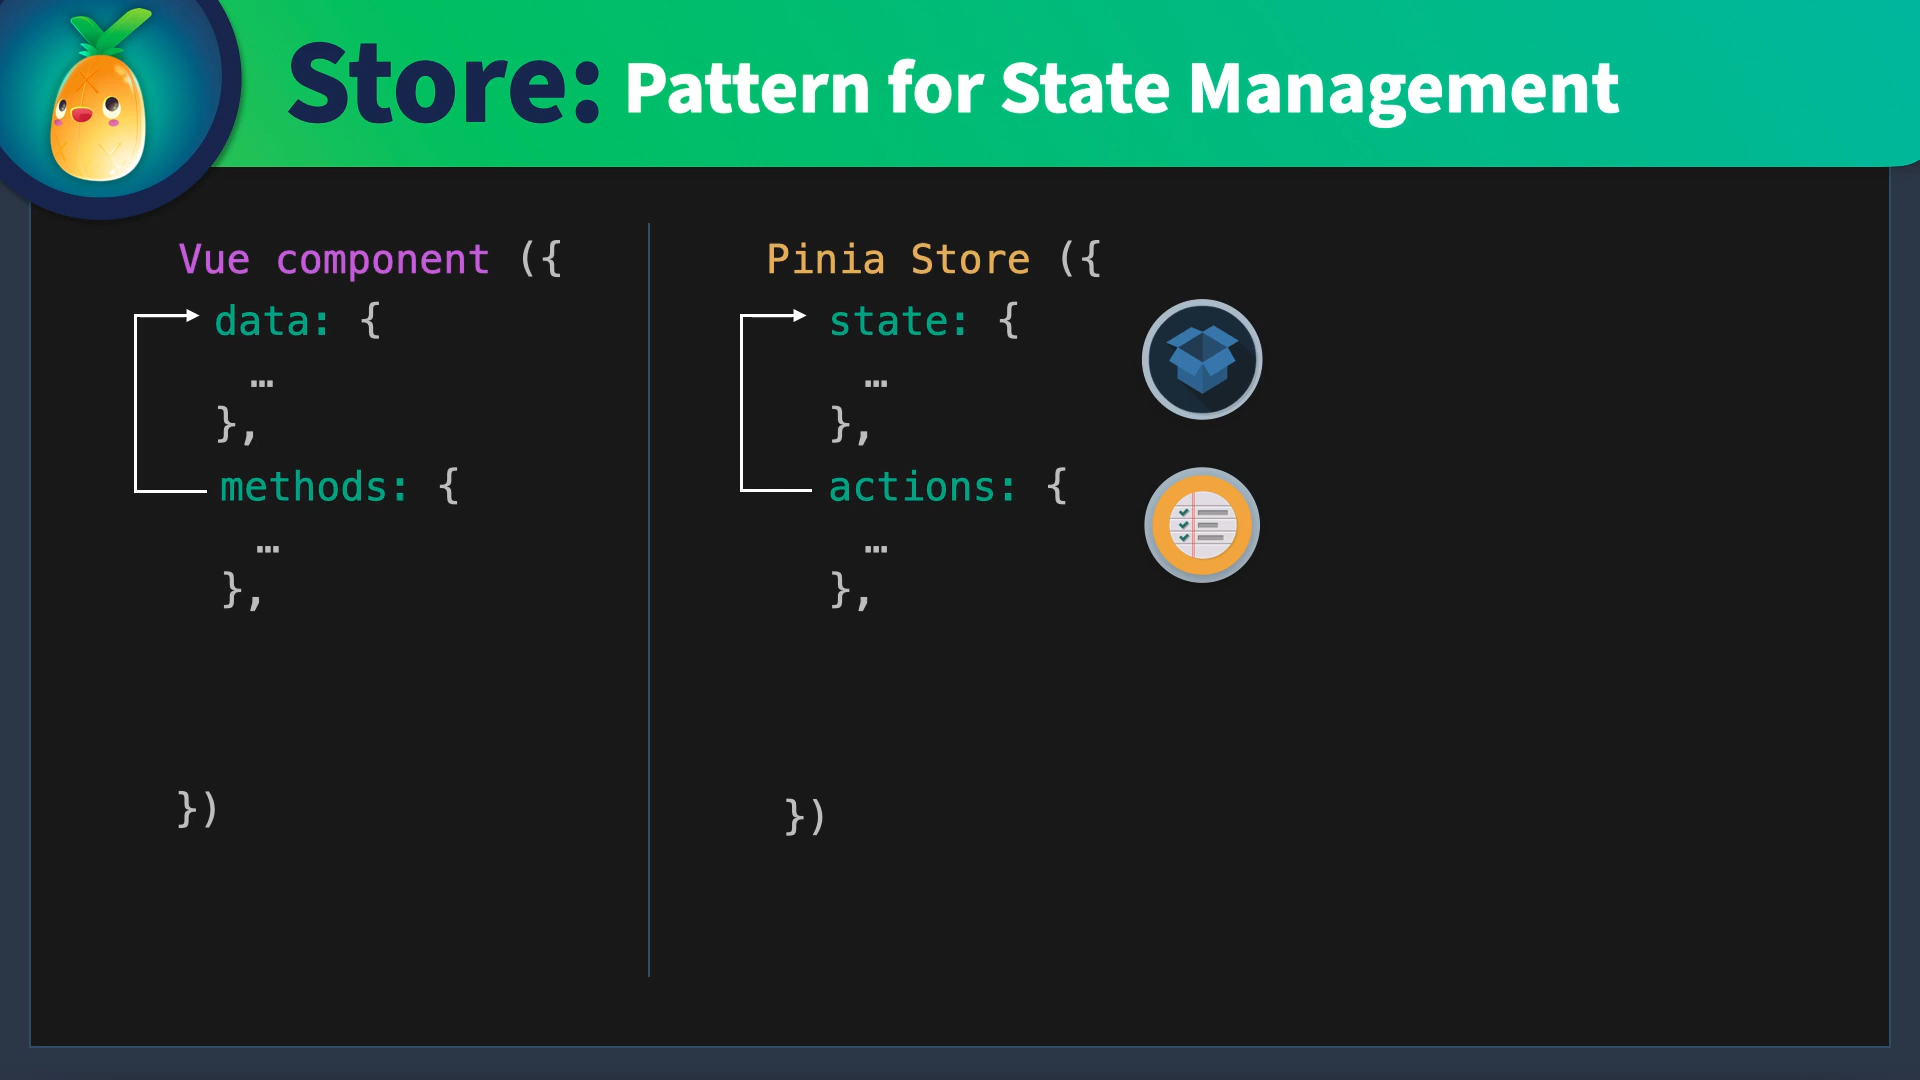 Store: Pattern for State Management
Vue component ({
data: {
…
},
methods: {
…
},
})
Pinia Store ({
state: {
…
},
actions: {
…
},
})